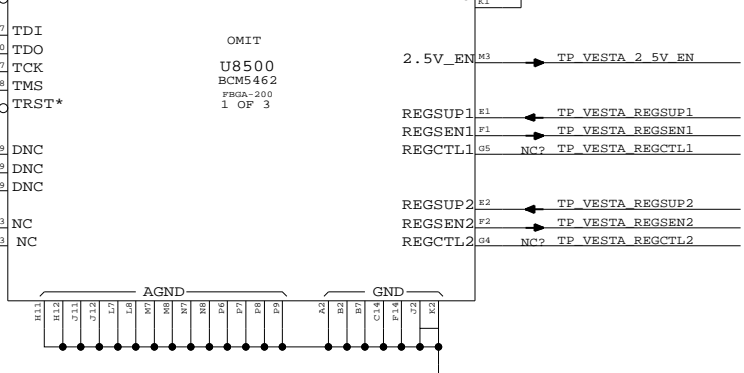 K1
TDI
TDO
TCK
TMS
TRST*
DNC
DNC
DNC
NC
NC
OMIT
U8500
BCM5462
FBGA-200
1 OF 3
2.5V_EN M3 TP_VESTA_2_5V_EN
REGSUP1 E1 TP_VESTA_REGSUP1
REGSEN1 F1 TP_VESTA_REGSEN1
REGCTL1 G5 NC? TP_VESTA_REGCTL1
REGSUP2 E2 TP_VESTA_REGSUP2
REGSEN2 F2 TP_VESTA_REGSEN2
REGCTL2 G4 NC? TP_VESTA_REGCTL2
AGND GND
H11 H12 J11 J12 L7 L8 M7 M8 N7 N8 P6 P7 P8 P9 A2 B2 B7 C14 F14 J2 K2